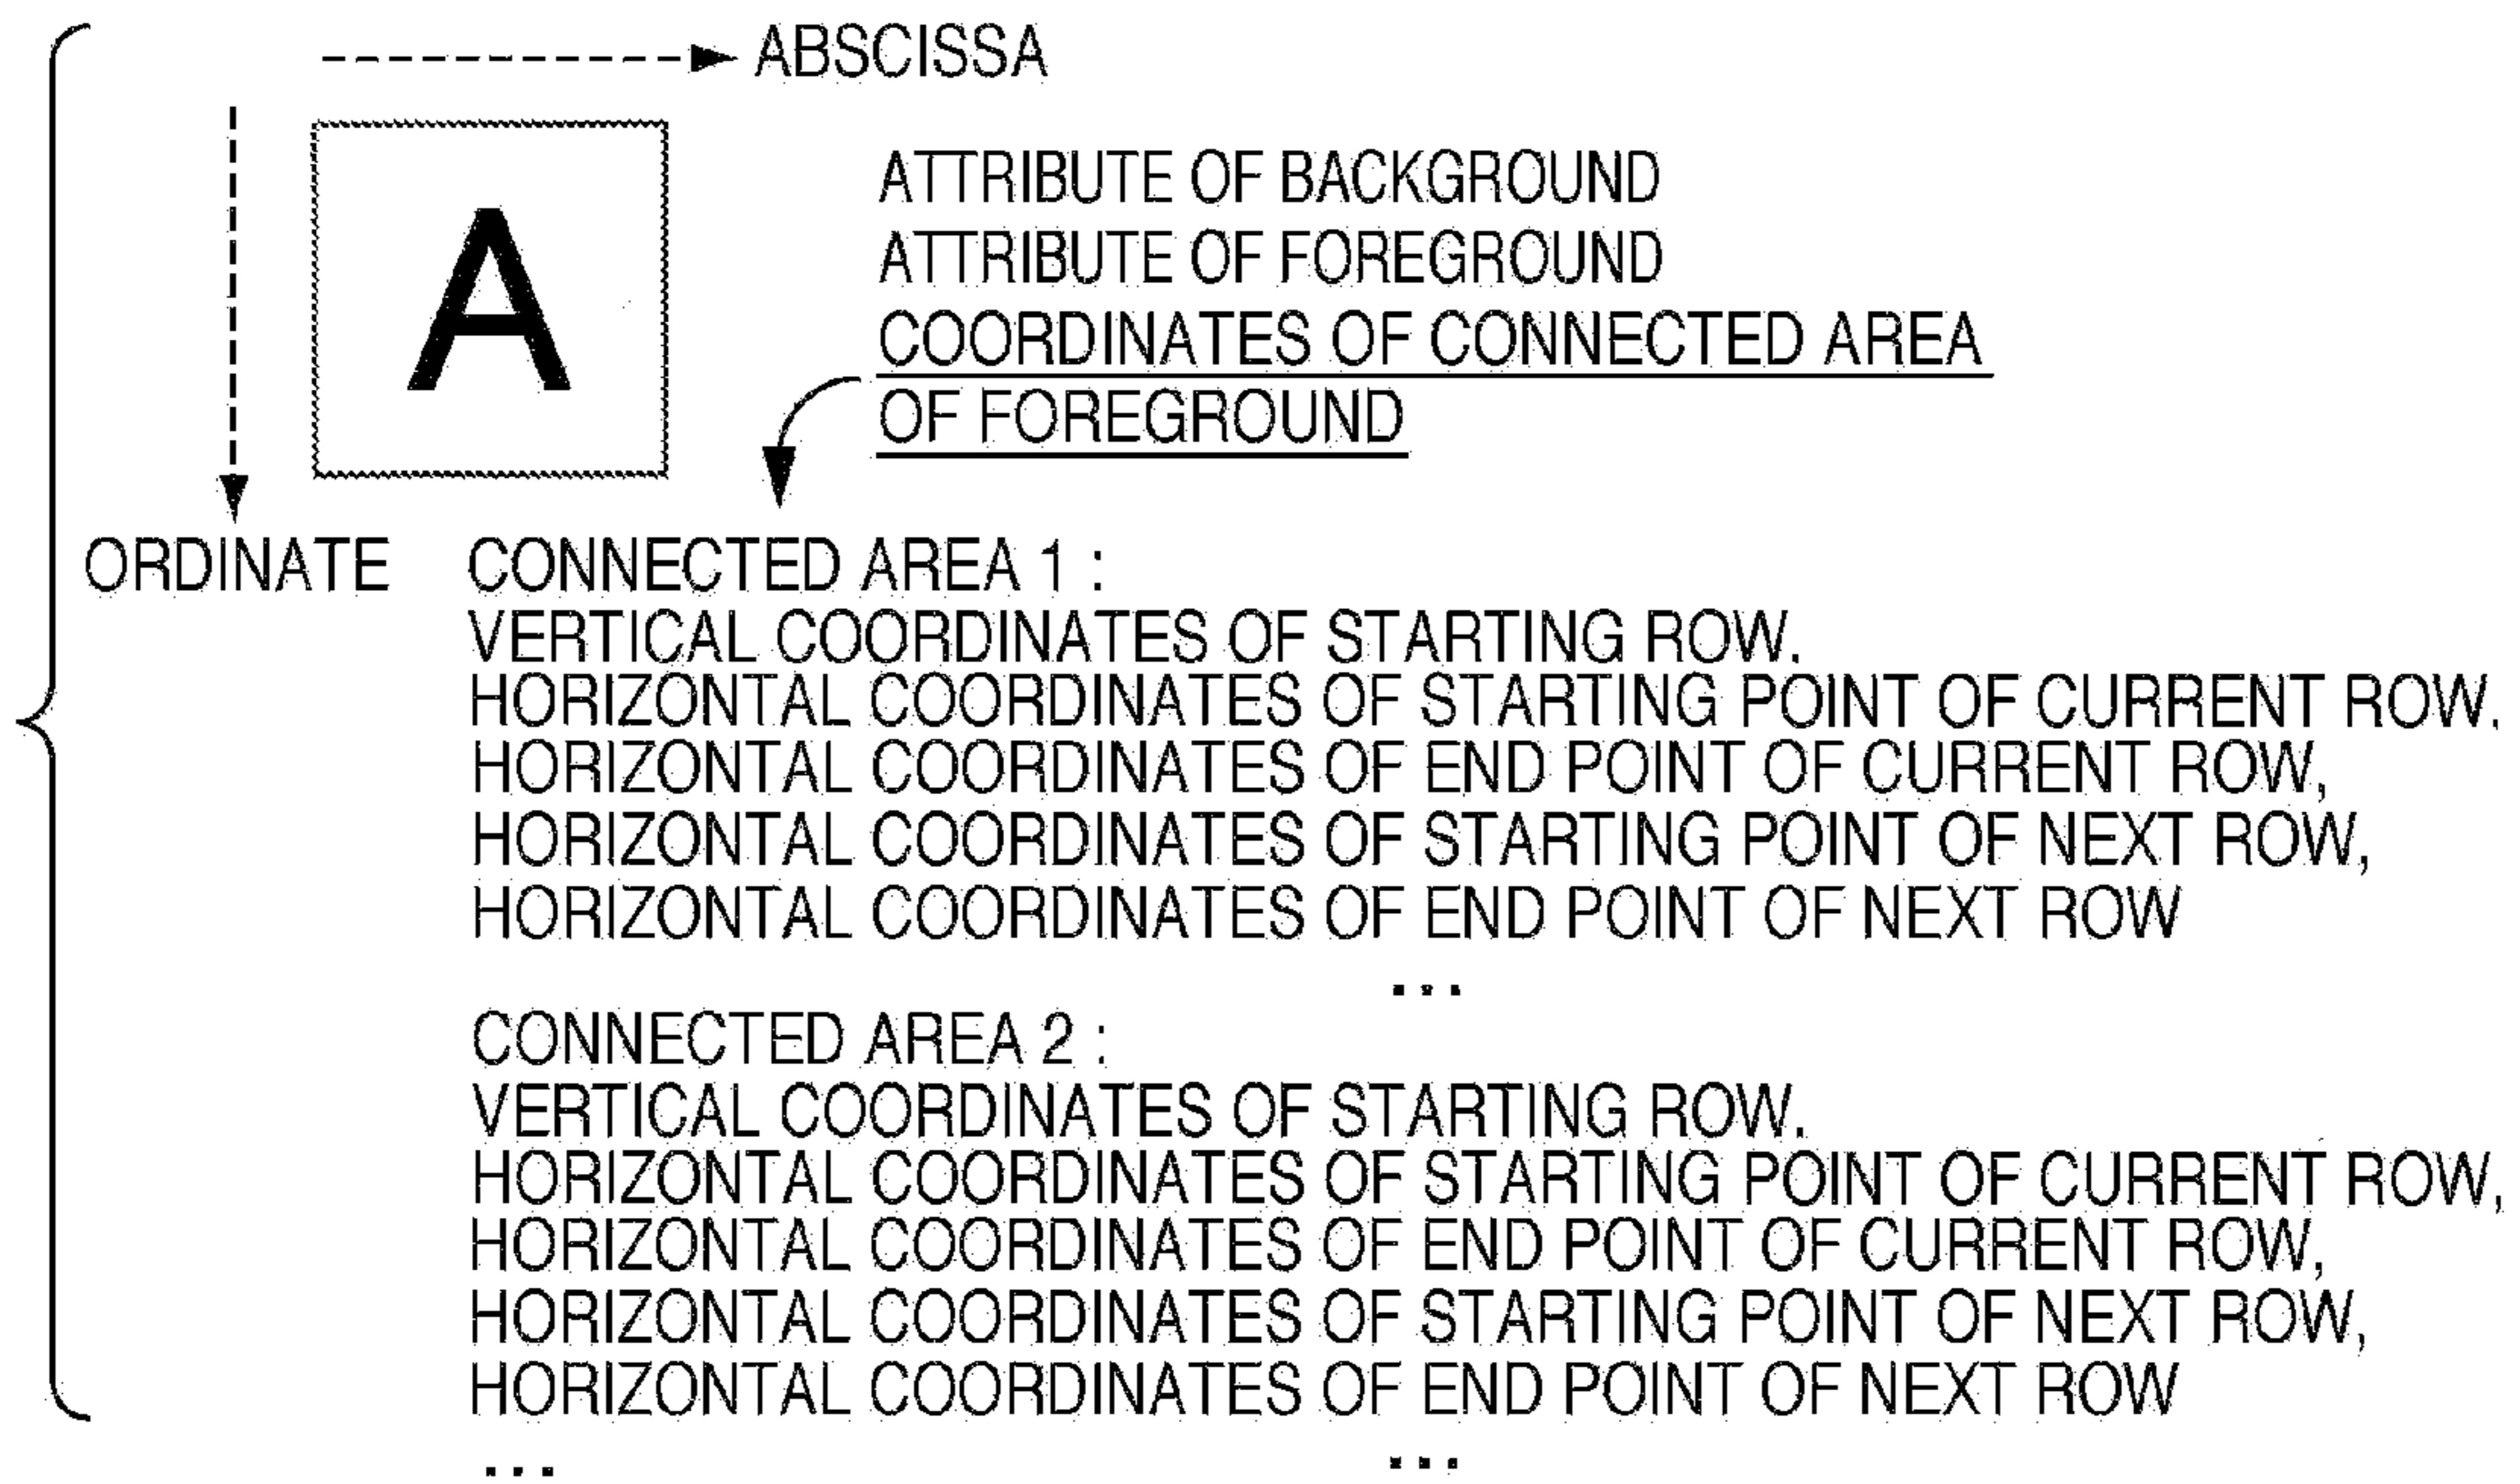 ABSCISSA
A
ATTRIBUTE OF BACKGROUND
ATTRIBUTE OF FOREGROUND
COORDINATES OF CONNECTED AREA
OF FOREGROUND
ORDINATE
CONNECTED AREA 1 :
VERTICAL COORDINATES OF STARTING ROW.
HORIZONTAL COORDINATES OF STARTING POINT OF CURRENT ROW,
HORIZONTAL COORDINATES OF END POINT OF CURRENT ROW,
HORIZONTAL COORDINATES OF STARTING POINT OF NEXT ROW,
HORIZONTAL COORDINATES OF END POINT OF NEXT ROW
...
CONNECTED AREA 2 :
VERTICAL COORDINATES OF STARTING ROW.
HORIZONTAL COORDINATES OF STARTING POINT OF CURRENT ROW,
HORIZONTAL COORDINATES OF END POINT OF CURRENT ROW,
HORIZONTAL COORDINATES OF STARTING POINT OF NEXT ROW,
HORIZONTAL COORDINATES OF END POINT OF NEXT ROW
... ...